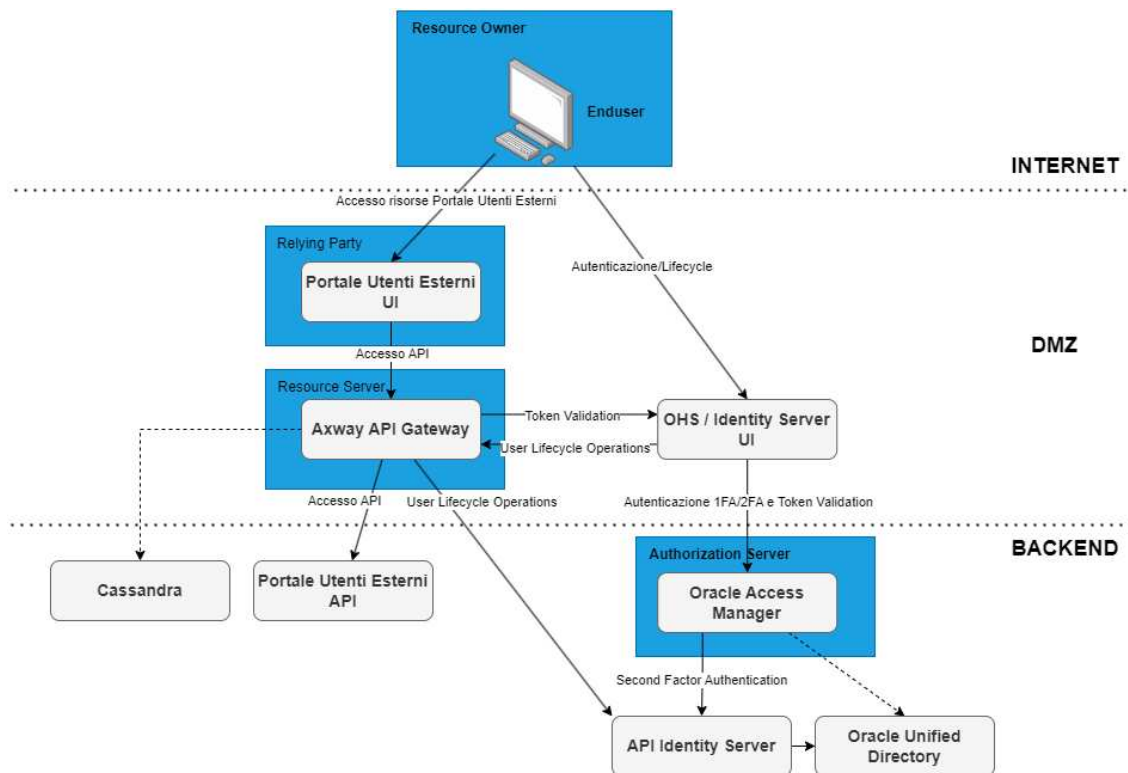 Resource Owner
Enduser
INTERNET
Accesso risorse Portale Utenti Esterni
Relying Party
Portale Utenti Esterni
UI
Autenticazione/Lifecycle
DMZ
Accesso API
Resource Server
Axway API Gateway
Token Validation
User Lifecycle Operations
OHS / Identity Server
UI
Accesso API
User Lifecycle Operations
Autenticazione 1FA/2FA e Token Validation
BACKEND
Cassandra
Portale Utenti Esterni
API
Authorization Server
Oracle Access
Manager
Second Factor Authentication
API Identity Server
Oracle Unified
Directory